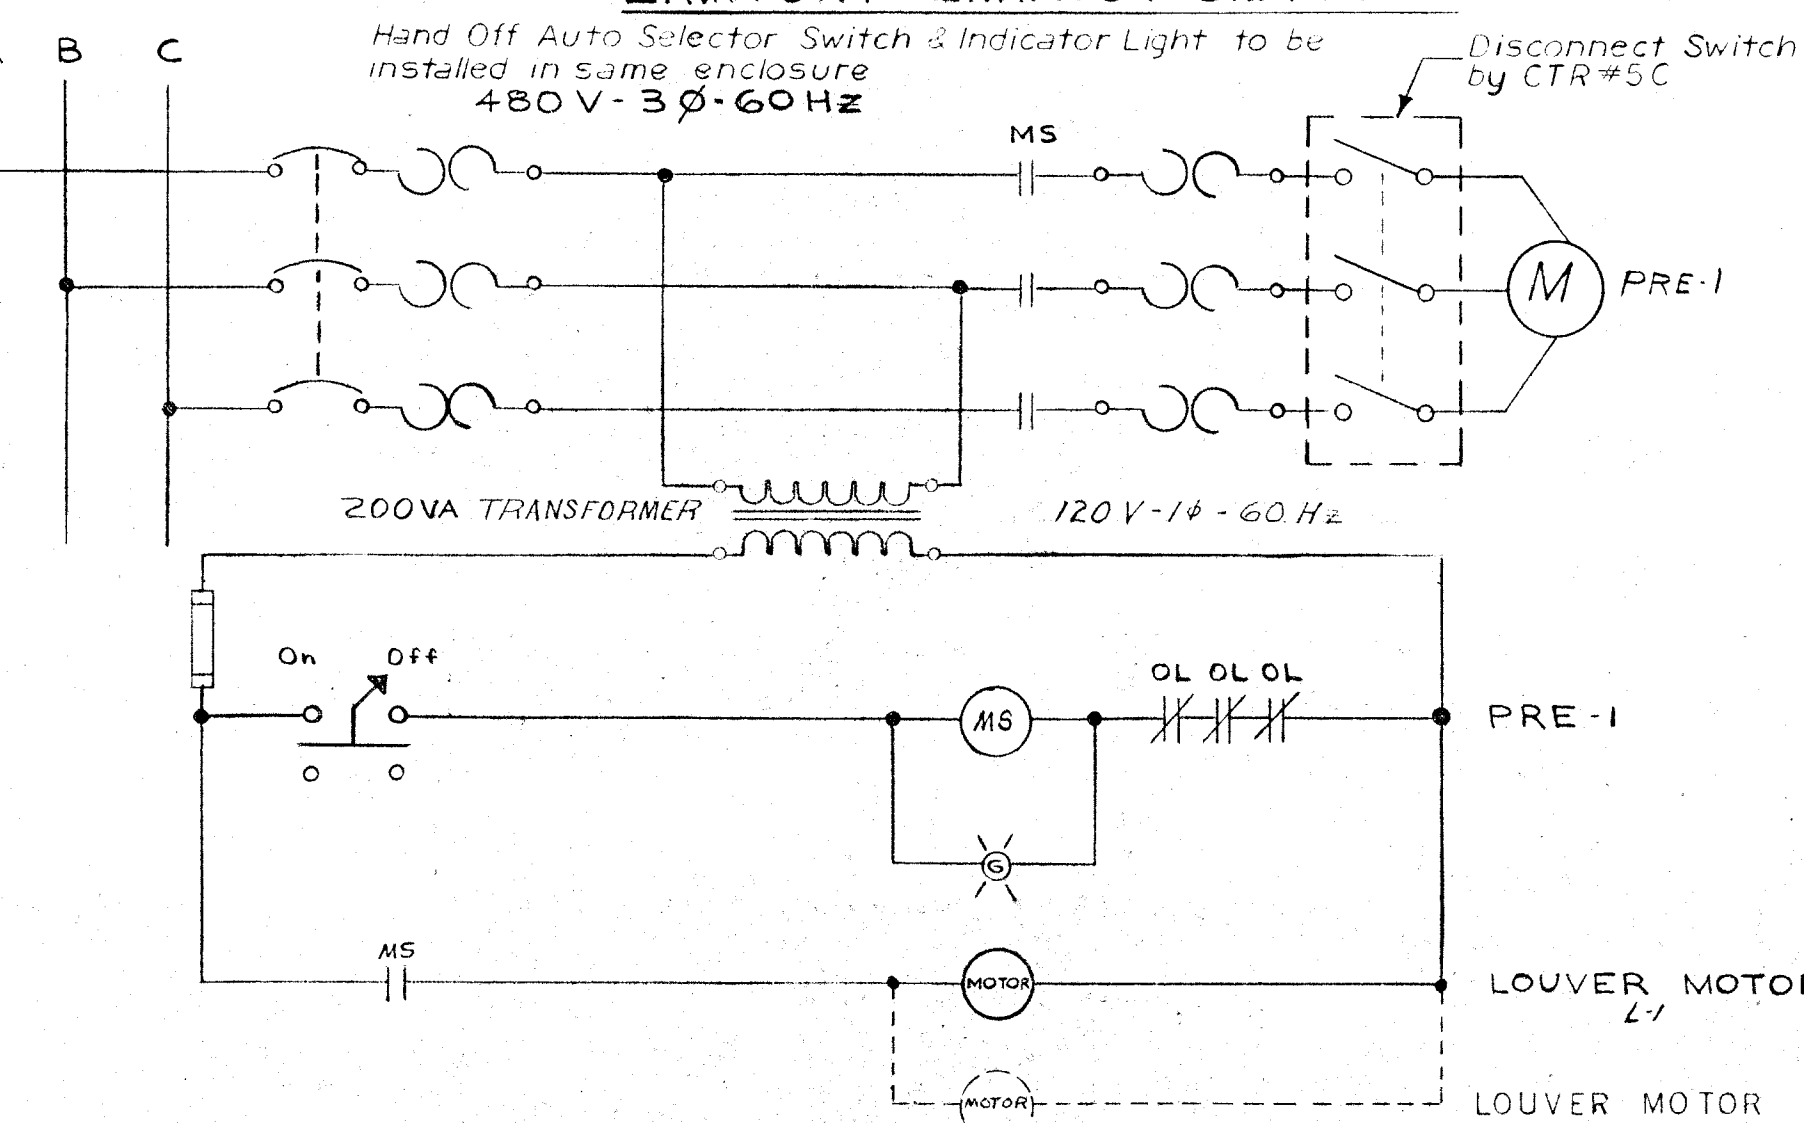 B C
Hand Off Auto Selector Switch & Indicator Light to be
installed in same enclosure
480V-3Ø-60Hz
Disconnect Switch
by CTR#5C
MS
M
PRE-1
200VA TRANSFORMER
120V-1ϕ-60Hz
On Off
OL OL OL
MS
PRE-1
G
MS
MOTOR
LOUVER MOTOR
L-1
MOTOR
LOUVER MOTOR